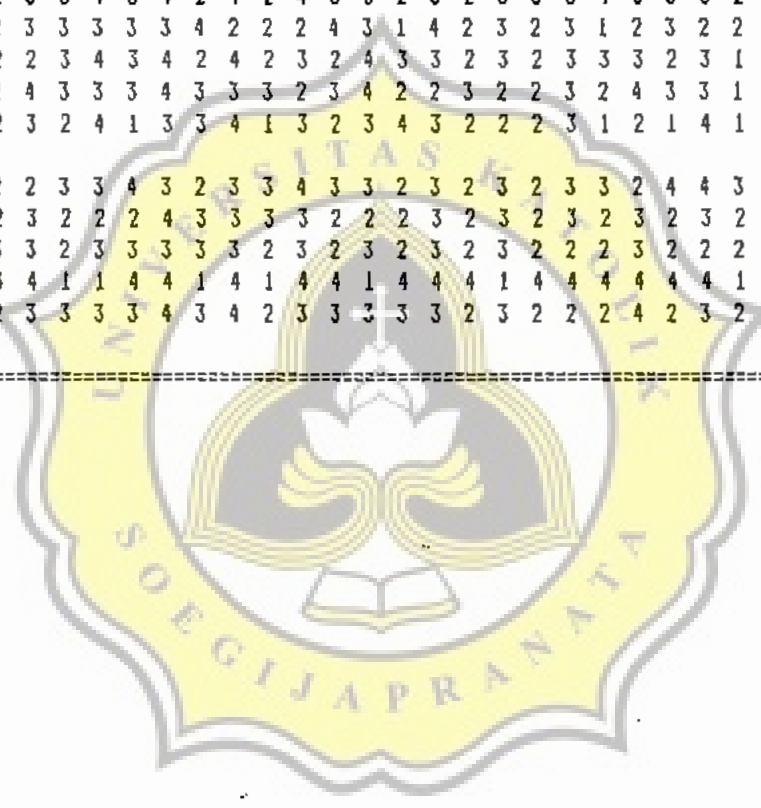 3 3 3 3 3 4 2 2 2 4 3 1 4 2 3 2 3 1 2 3 2 2
2 3 4 3 4 2 4 2 3 2 4 3 3 2 3 2 3 3 3 2 3 1
4 3 3 3 4 3 3 3 2 3 4 2 2 3 2 2 3 2 4 3 3 1
3 2 4 1 3 3 4 1 3 2 3 4 3 2 2 2 3 1 2 1 4 1
2 3 3 4 3 2 3 3 4 3 3 2 3 2 3 2 3 3 2 4 4 3
3 2 2 2 4 3 3 3 3 2 2 2 3 2 3 2 3 2 3 2 3 2
3 2 3 3 3 3 3 2 3 2 3 2 3 2 3 2 2 2 3 2 2 2
4 1 1 4 4 1 4 1 4 4 1 4 4 4 1 4 4 4 4 4 4 1
3 3 3 3 4 3 4 2 3 3 3 3 3 2 3 2 2 2 4 2 3 2
UNIVERSITAS KATOLIK
SOEGIJAPRANATA